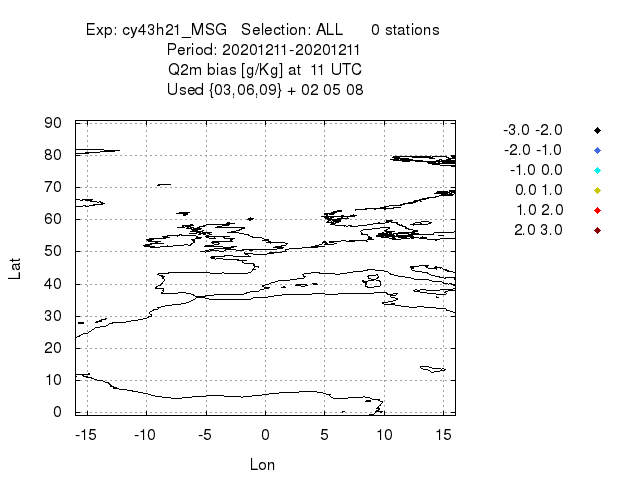 Exp: cy43h21_MSG   Selection: ALL      0 stations
Period: 20201211-20201211
Q2m bias [g/Kg] at  11 UTC
Used {03,06,09} + 02 05 08
90
80
70
60
50
40
30
20
10
0
Lat
-15 -10 -5 0 5 10 15
Lon
-3.0 -2.0
-2.0 -1.0
-1.0 0.0
0.0 1.0
1.0 2.0
2.0 3.0